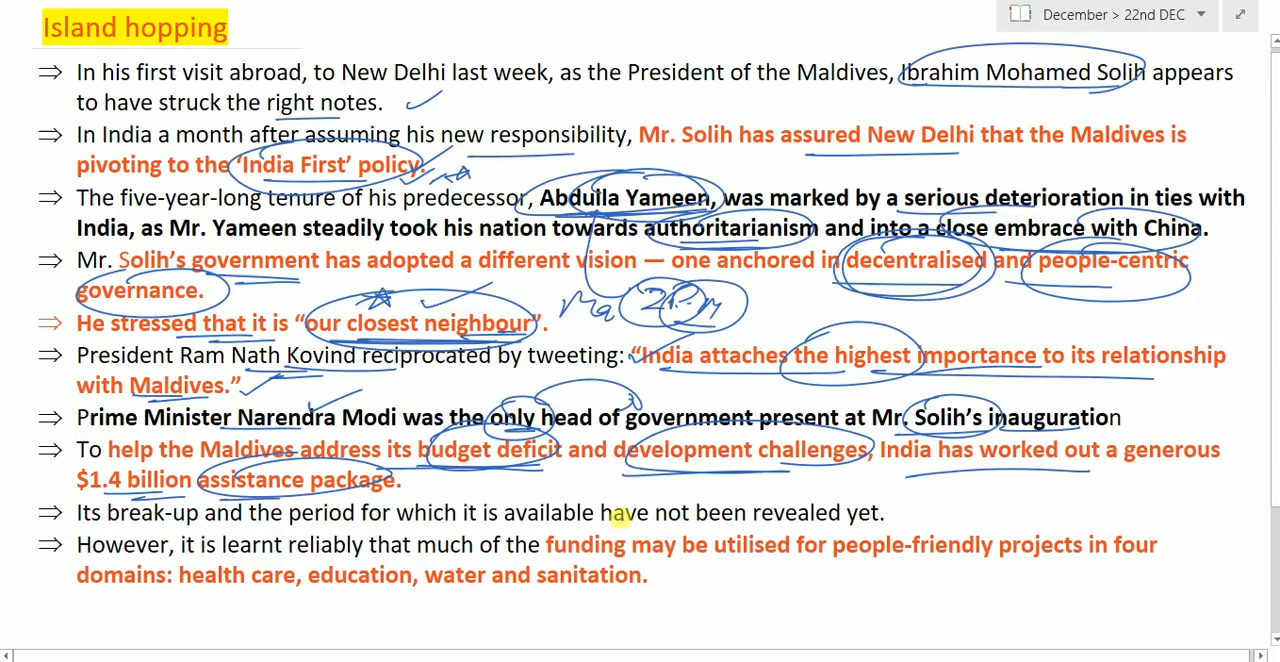 Island hopping
December > 22nd DEC
⇒ In his first visit abroad, to New Delhi last week, as the President of the Maldives, Ibrahim Mohamed Solih appears
to have struck the right notes.
⇒ In India a month after assuming his new responsibility, Mr. Solih has assured New Delhi that the Maldives is
pivoting to the ‘India First’ policy.
⇒ The five-year-long tenure of his predecessor, Abdulla Yameen, was marked by a serious deterioration in ties with
India, as Mr. Yameen steadily took his nation towards authoritarianism and into a close embrace with China.
⇒ Mr. Solih’s government has adopted a different vision — one anchored in decentralised and people-centric
governance.
⇒ He stressed that it is “our closest neighbour”.
⇒ President Ram Nath Kovind reciprocated by tweeting: “India attaches the highest importance to its relationship
with Maldives.”
⇒ Prime Minister Narendra Modi was the only head of government present at Mr. Solih’s inauguration
⇒ To help the Maldives address its budget deficit and development challenges, India has worked out a generous
$1.4 billion assistance package.
⇒ Its break-up and the period for which it is available have not been revealed yet.
⇒ However, it is learnt reliably that much of the funding may be utilised for people-friendly projects in four
domains: health care, education, water and sanitation.